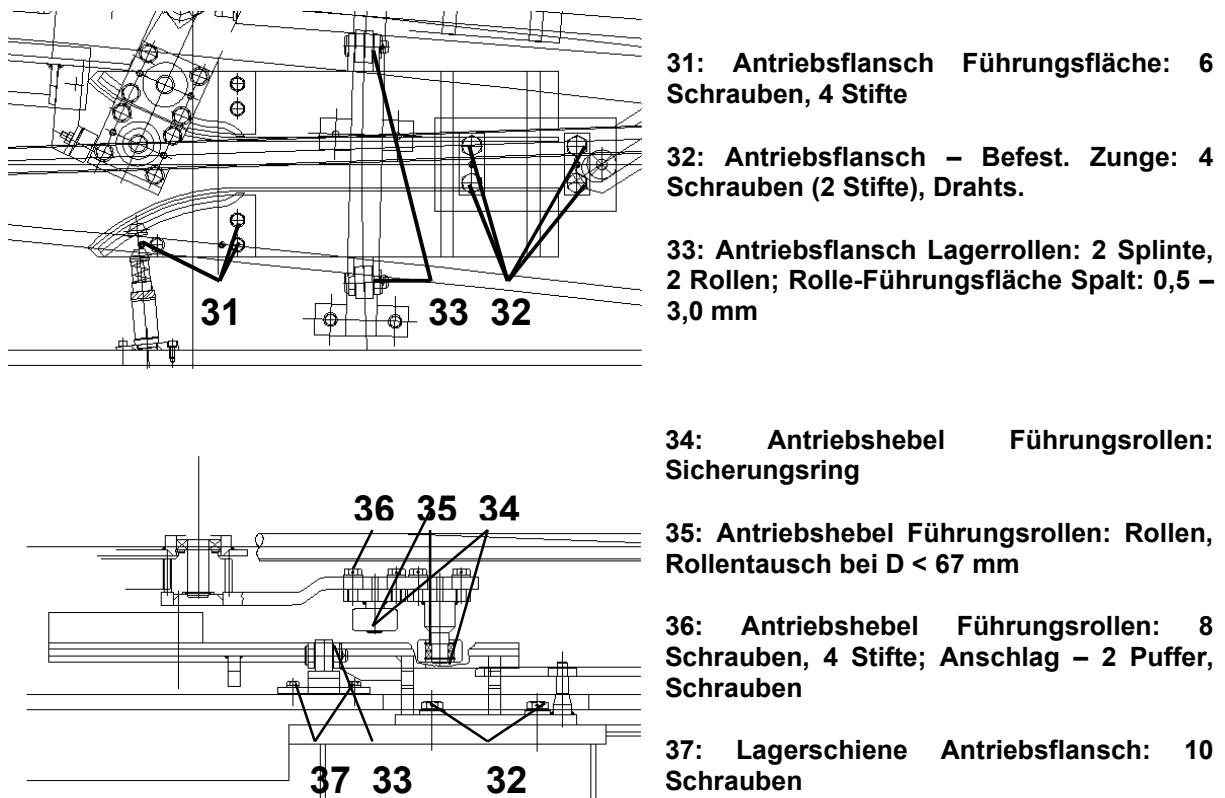 31: Antriebsflansch Führungsfläche: 6
Schrauben, 4 Stifte
32: Antriebsflansch – Befest. Zunge: 4
Schrauben (2 Stifte), Drahts.
33: Antriebsflansch Lagerrollen: 2 Splinte,
2 Rollen; Rolle-Führungsfläche Spalt: 0,5 –
3,0 mm
31 33 32
34: Antriebshebel Führungsrollen:
Sicherungsring
35: Antriebshebel Führungsrollen: Rollen,
Rollentausch bei D < 67 mm
36: Antriebshebel Führungsrollen: 8
Schrauben, 4 Stifte; Anschlag – 2 Puffer,
Schrauben
37: Lagerschiene Antriebsflansch: 10
Schrauben
36 35 34
37 33 32